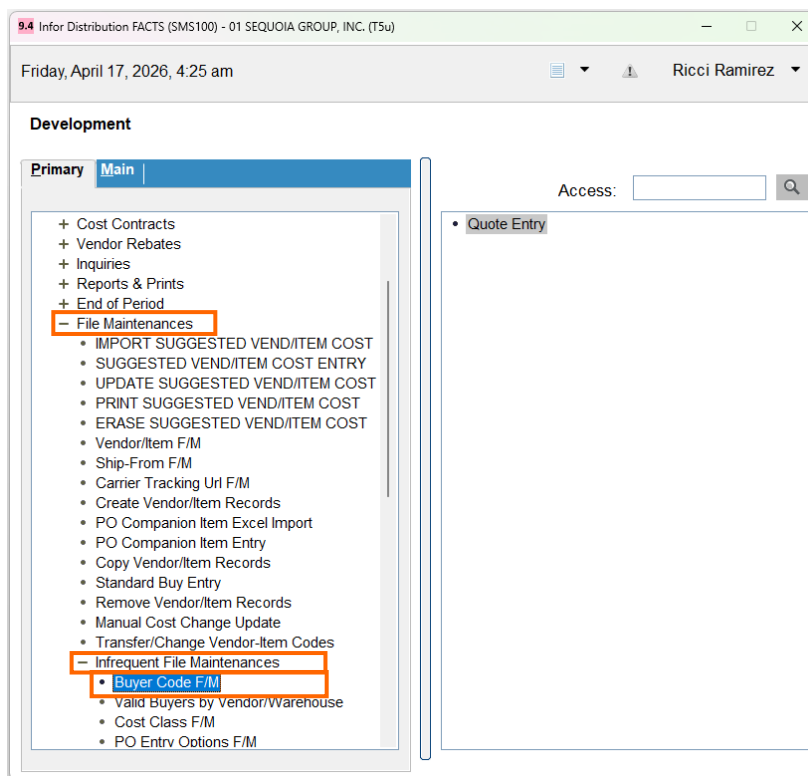 9.4 Infor Distribution FACTS (SMS100) - 01 SEQUOIA GROUP, INC. (T5u)
Friday, April 17, 2026, 4:25 am
Ricci Ramirez
Development
Primary Main
Access:
+ Cost Contracts
+ Vendor Rebates
+ Inquiries
+ Reports & Prints
+ End of Period
− File Maintenances
• IMPORT SUGGESTED VEND/ITEM COST
• SUGGESTED VEND/ITEM COST ENTRY
• UPDATE SUGGESTED VEND/ITEM COST
• PRINT SUGGESTED VEND/ITEM COST
• ERASE SUGGESTED VEND/ITEM COST
• Vendor/Item F/M
• Ship-From F/M
• Carrier Tracking Url F/M
• Create Vendor/Item Records
• PO Companion Item Excel Import
• PO Companion Item Entry
• Copy Vendor/Item Records
• Standard Buy Entry
• Remove Vendor/Item Records
• Manual Cost Change Update
• Transfer/Change Vendor-Item Codes
− Infrequent File Maintenances
• Buyer Code F/M
• Valid Buyers by Vendor/Warehouse
• Cost Class F/M
• PO Entry Options F/M
• Quote Entry